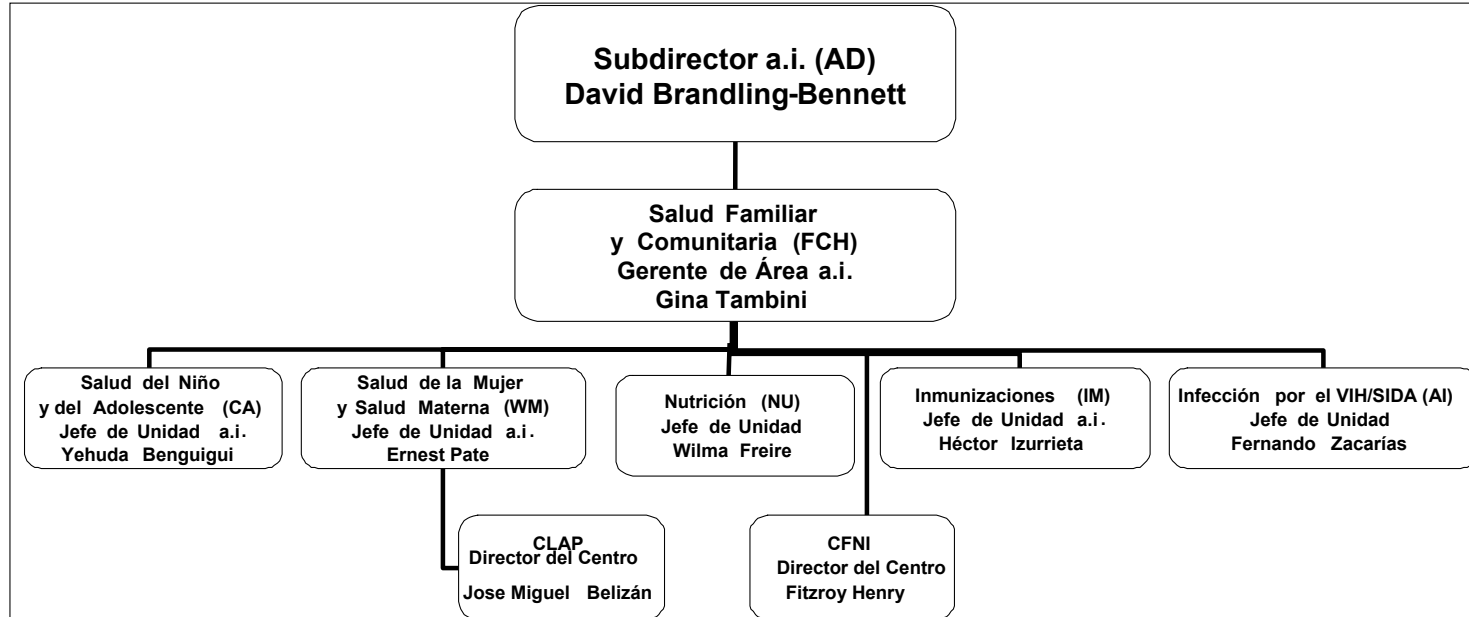 Subdirector a.i. (AD)
David Brandling-Bennett
Salud Familiar
y Comunitaria (FCH)
Gerente de Área a.i.
Gina Tambini
Salud del Niño
y del Adolescente (CA)
Jefe de Unidad a.i.
Yehuda Benguigui
Salud de la Mujer
y Salud Materna (WM)
Jefe de Unidad a.i.
Ernest Pate
Nutrición (NU)
Jefe de Unidad
Wilma Freire
Inmunizaciones (IM)
Jefe de Unidad a.i.
Héctor Izurrieta
Infección por el VIH/SIDA (AI)
Jefe de Unidad
Fernando Zacarías
CLAP
Director del Centro
Jose Miguel Belizán
CFNI
Director del Centro
Fitzroy Henry